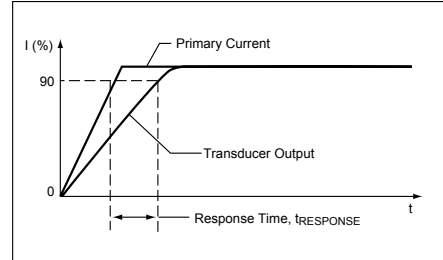 I (%)
Primary Current
90
Transducer Output
0
t
Response Time, tRESPONSE